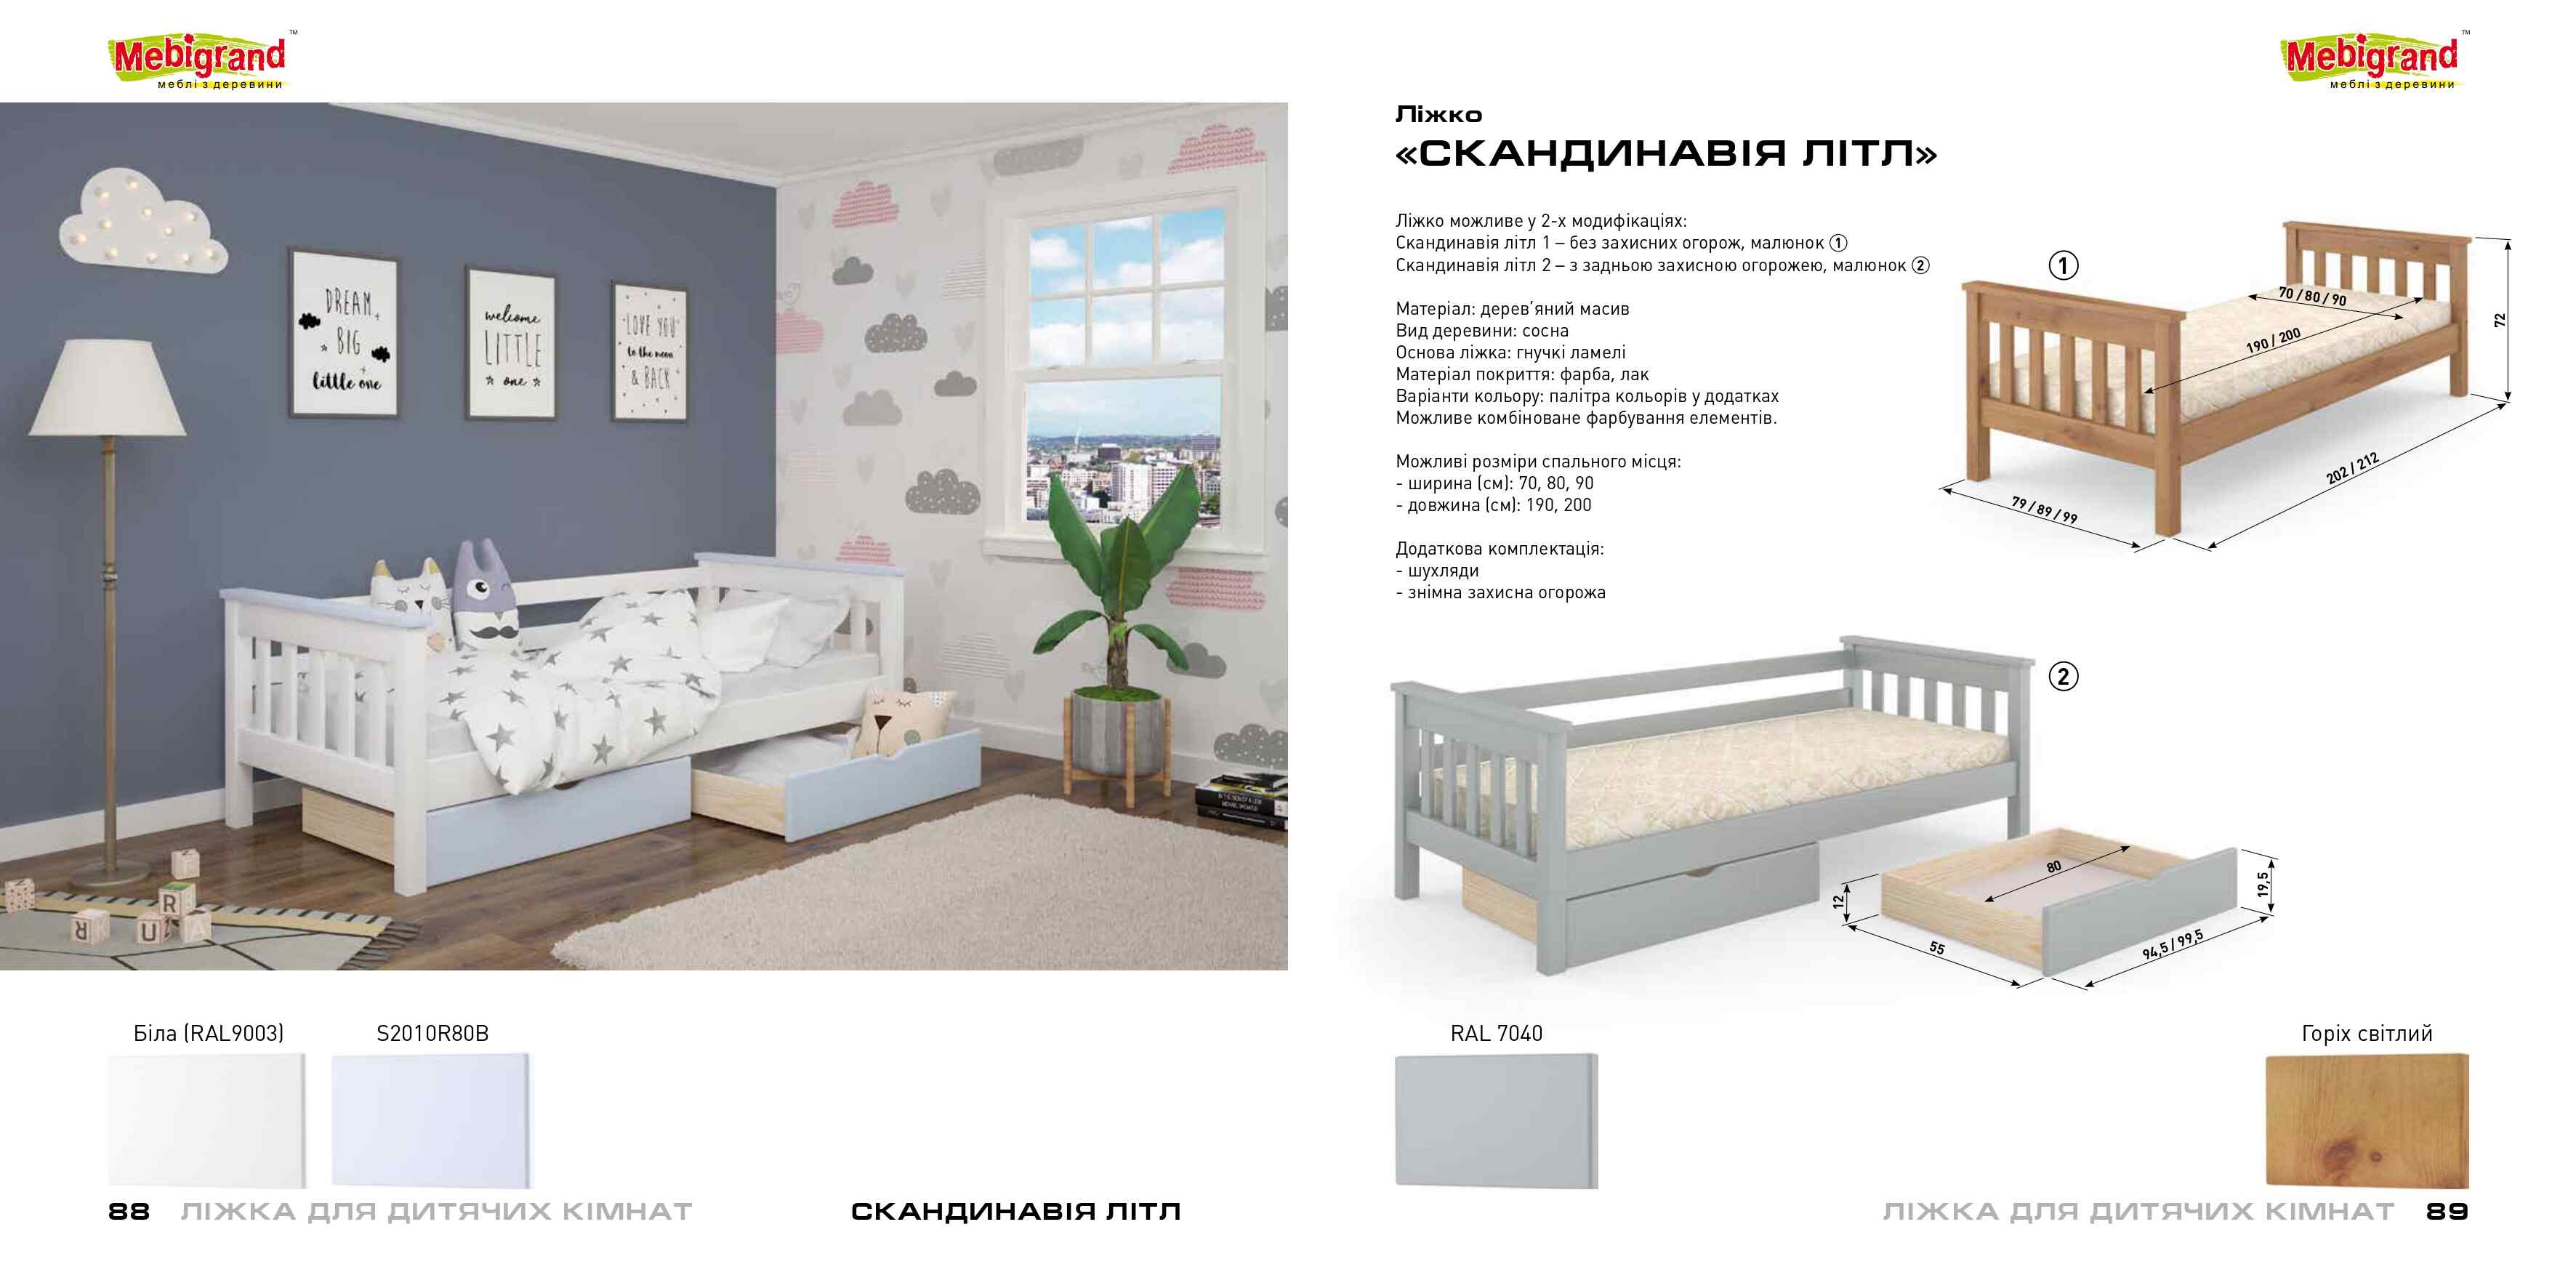 Mebigrand TM
меблі з деревини
DREAM
BIG
little one
welcome
LITTLE
one
LOVE YOU
to the moon
& BACK
R
R
U
A
Біла (RAL9003)
S2010R80B
88 ЛІЖКА ДЛЯ ДИТЯЧИХ КІМНАТ
СКАНДИНАВІЯ ЛІТЛ
Mebigrand TM
меблі з деревини
Ліжко
«СКАНДИНАВІЯ ЛІТЛ»
Ліжко можливе у 2-х модифікаціях:
Скандинавія літл 1 – без захисних огорож, малюнок ①
Скандинавія літл 2 – з задньою захисною огорожею, малюнок ②
Матеріал: дерев’яний масив
Вид деревини: сосна
Основа ліжка: гнучкі ламелі
Матеріал покриття: фарба, лак
Варіанти кольору: палітра кольорів у додатках
Можливе комбіноване фарбування елементів.
Можливі розміри спального місця:
- ширина (см): 70, 80, 90
- довжина (см): 190, 200
Додаткова комплектація:
- шухляди
- знімна захисна огорожа
①
70 / 80 / 90
190 / 200
72
202 / 212
79 / 89 / 99
②
80
12
19,5
55
94,5 / 99,5
RAL 7040
Горіх світлий
ЛІЖКА ДЛЯ ДИТЯЧИХ КІМНАТ 89